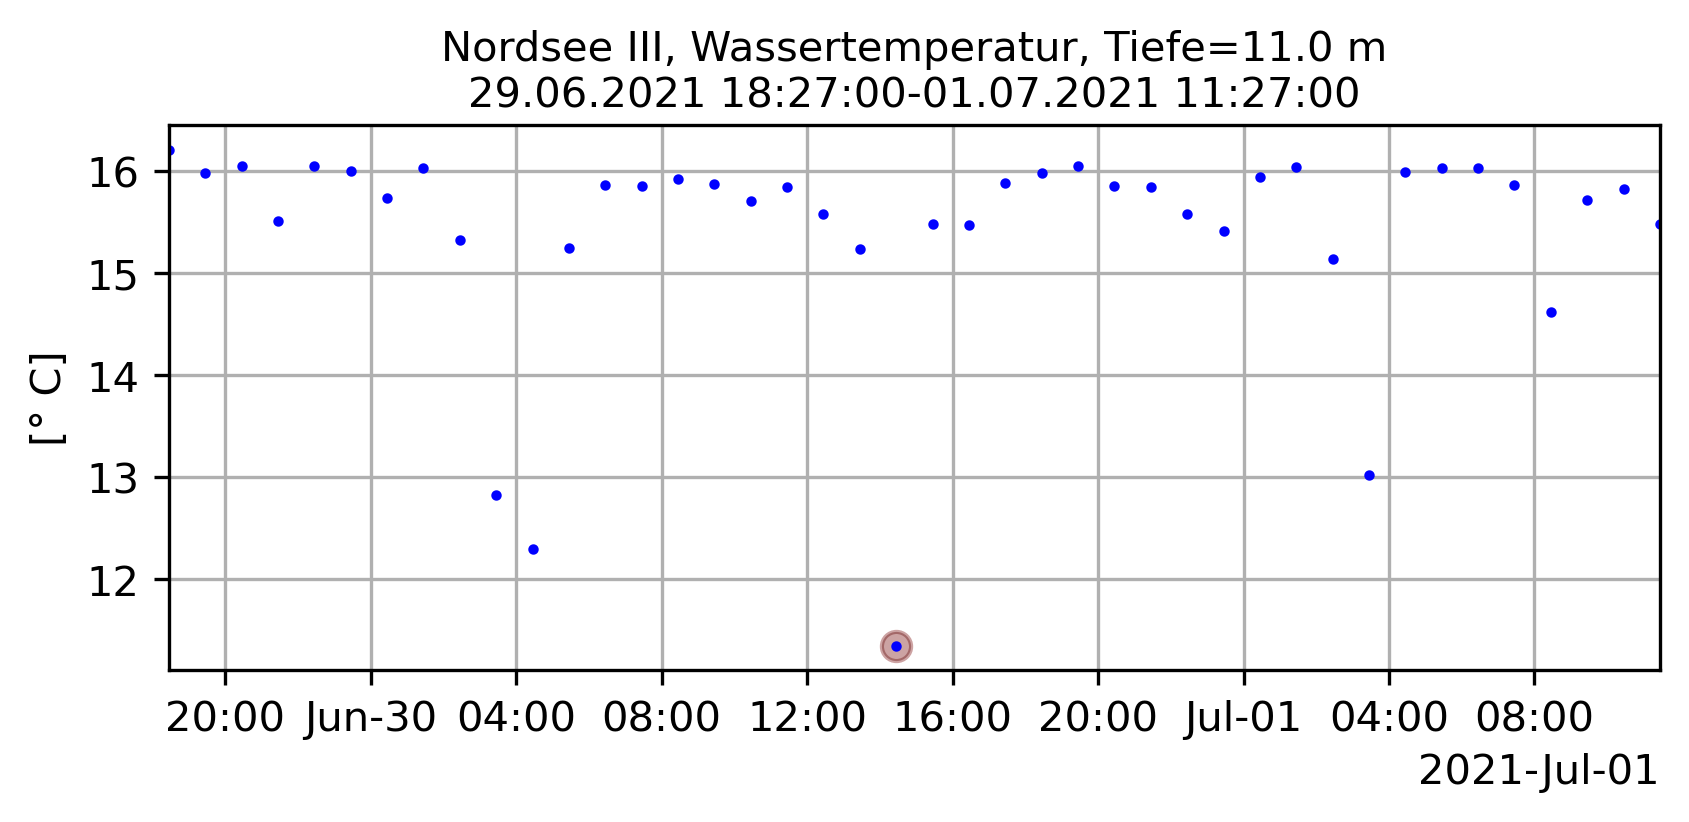 Nordsee III, Wassertemperatur, Tiefe=11.0 m
29.06.2021 18:27:00-01.07.2021 11:27:00
16
15
14
13
12
[° C]
20:00 Jun-30 04:00 08:00 12:00 16:00 20:00 Jul-01 04:00 08:00
2021-Jul-01